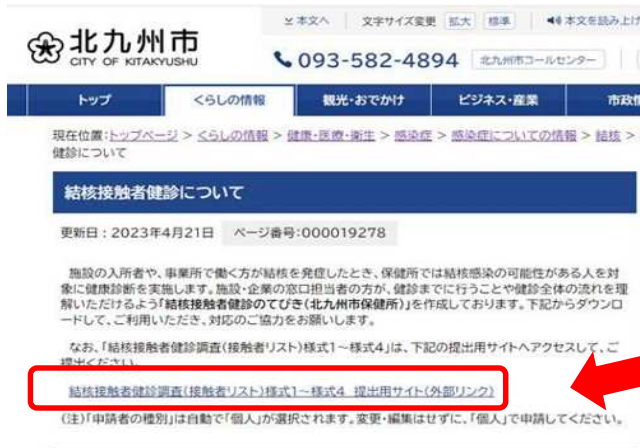 本文へ 文字サイズ変更 拡大 標準 本文を読み上げ
北九州市
CITY OF KITAKYUSHU
093-582-4894 北九州市コールセンター
トップ くらしの情報 観光・おでかけ ビジネス・産業 市政情
現在位置:トップページ > くらしの情報 > 健康・医療・衛生 > 感染症 > 感染症についての情報 > 結核 >
健診について
結核接触者健診について
更新日:2023年4月21日 ページ番号:000019278
施設の入所者や、事業所で働く方が結核を発症したとき、保健所では結核感染の可能性がある人を対
象に健康診断を実施します。施設・企業の窓口担当者の方が、健診までに行うことや健診全体の流れを理
解いただけるよう「結核接触者健診のてびき(北九州市保健所)」を作成しております。下記からダウンロ
ードして、ご利用いただき、対応のご協力をお願いします。
なお、「結核接触者健診調査(接触者リスト)様式1~様式4」は、下記の提出用サイトへアクセスして、ご
提出ください。
結核接触者健診調査(接触者リスト)様式1~様式4 提出用サイト(外部リンク)
(注)「申請者の種別」は自動で「個人」が選択されます。変更・編集はせずに、「個人」で申請してください。